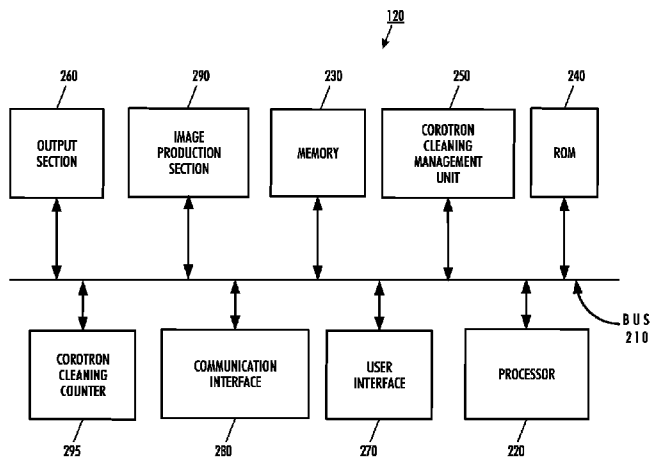 120
260
290
230
250
240
OUTPUT
SECTION
IMAGE
PRODUCTION
SECTION
MEMORY
COROTRON
CLEANING
MANAGEMENT
UNIT
ROM
BUS
210
COROTRON
CLEANING
COUNTER
COMMUNICATION
INTERFACE
USER
INTERFACE
PROCESSOR
295
280
270
220